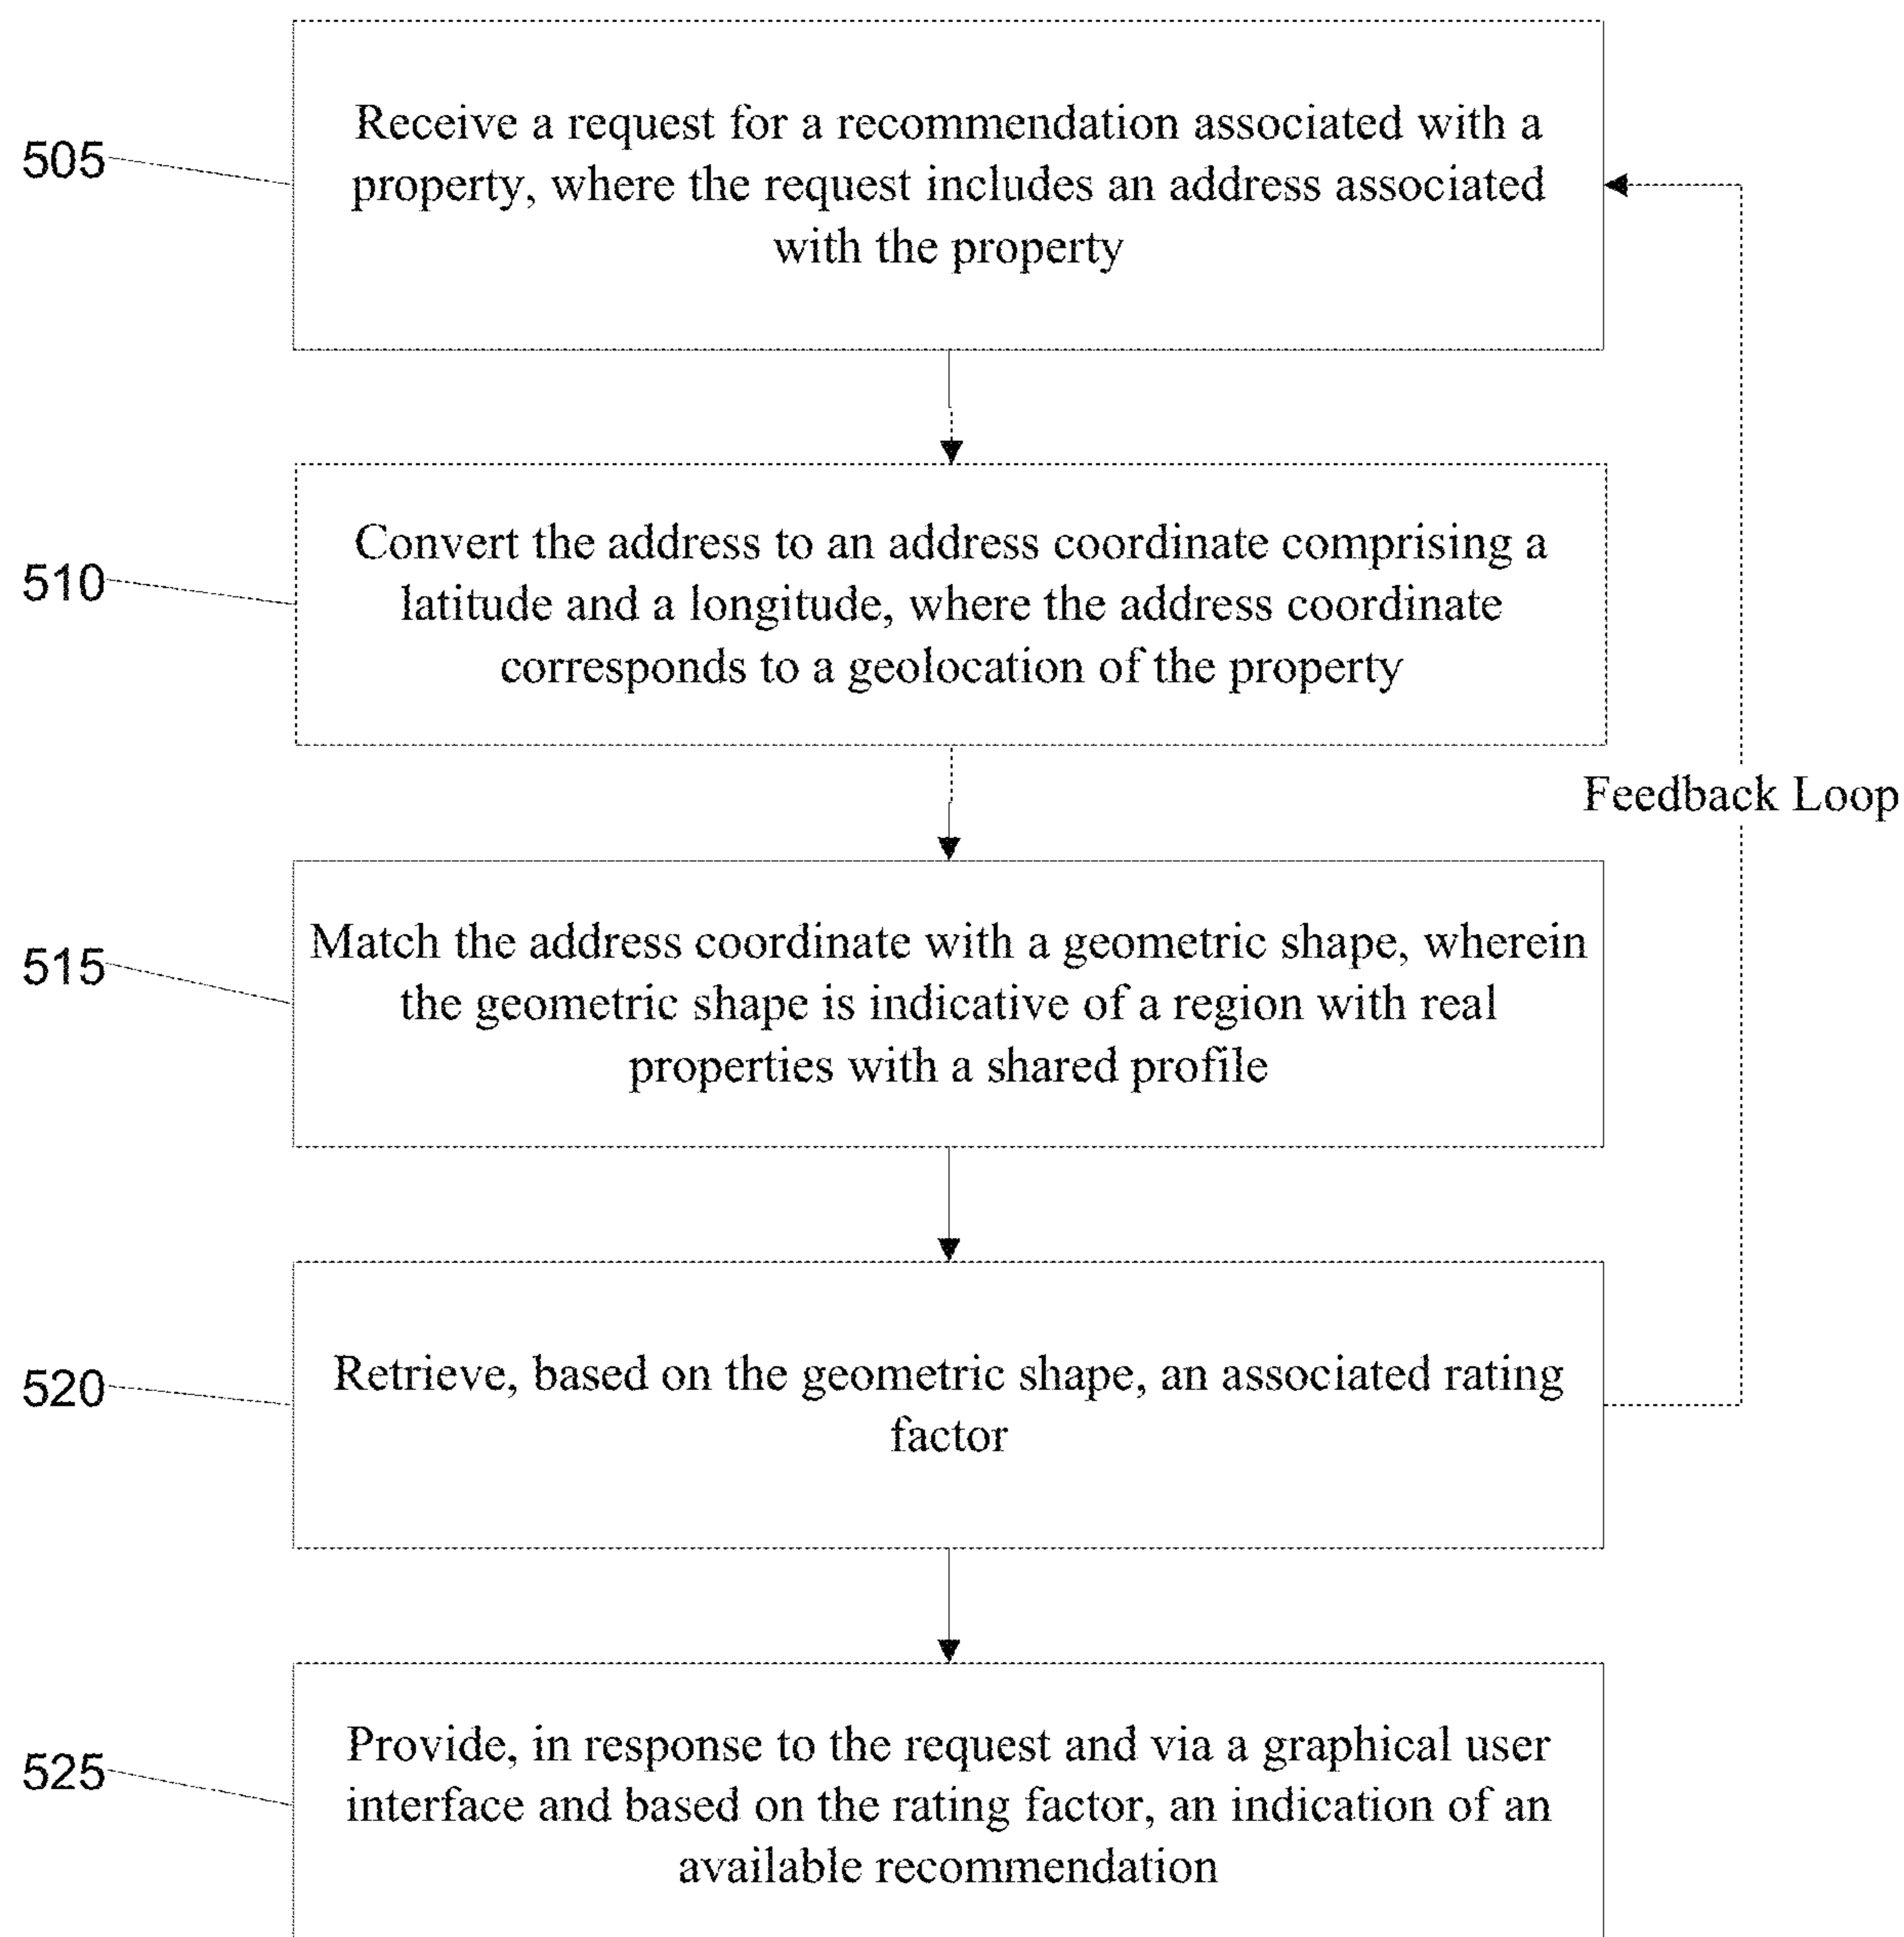 505
Receive a request for a recommendation associated with a
property, where the request includes an address associated
with the property
510
Convert the address to an address coordinate comprising a
latitude and a longitude, where the address coordinate
corresponds to a geolocation of the property
Feedback Loop
515
Match the address coordinate with a geometric shape, wherein
the geometric shape is indicative of a region with real
properties with a shared profile
520
Retrieve, based on the geometric shape, an associated rating
factor
525
Provide, in response to the request and via a graphical user
interface and based on the rating factor, an indication of an
available recommendation